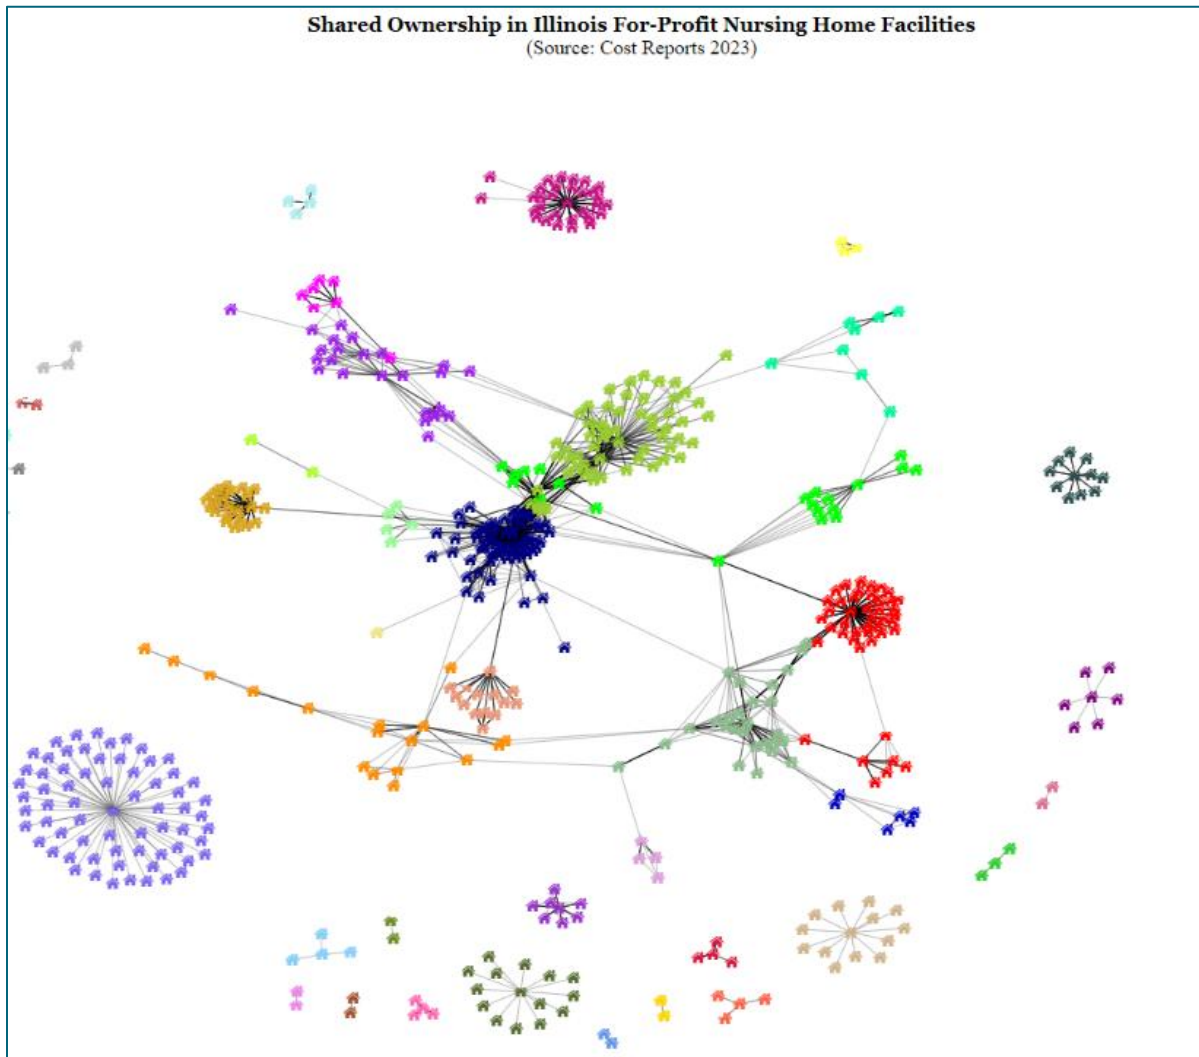 Shared Ownership in Illinois For-Profit Nursing Home Facilities
(Source: Cost Reports 2023)